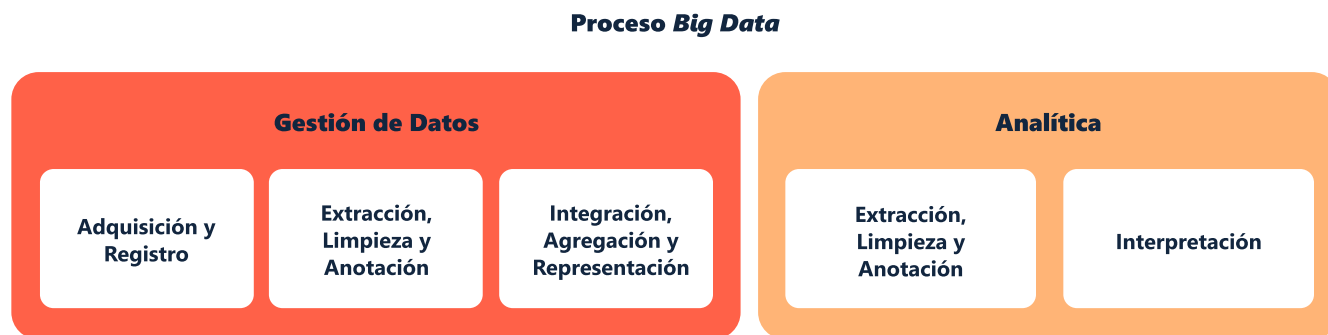 Proceso Big Data
Gestión de Datos
Adquisición y
Registro
Extracción,
Limpieza y
Anotación
Integración,
Agregación y
Representación
Analítica
Extracción,
Limpieza y
Anotación
Interpretación